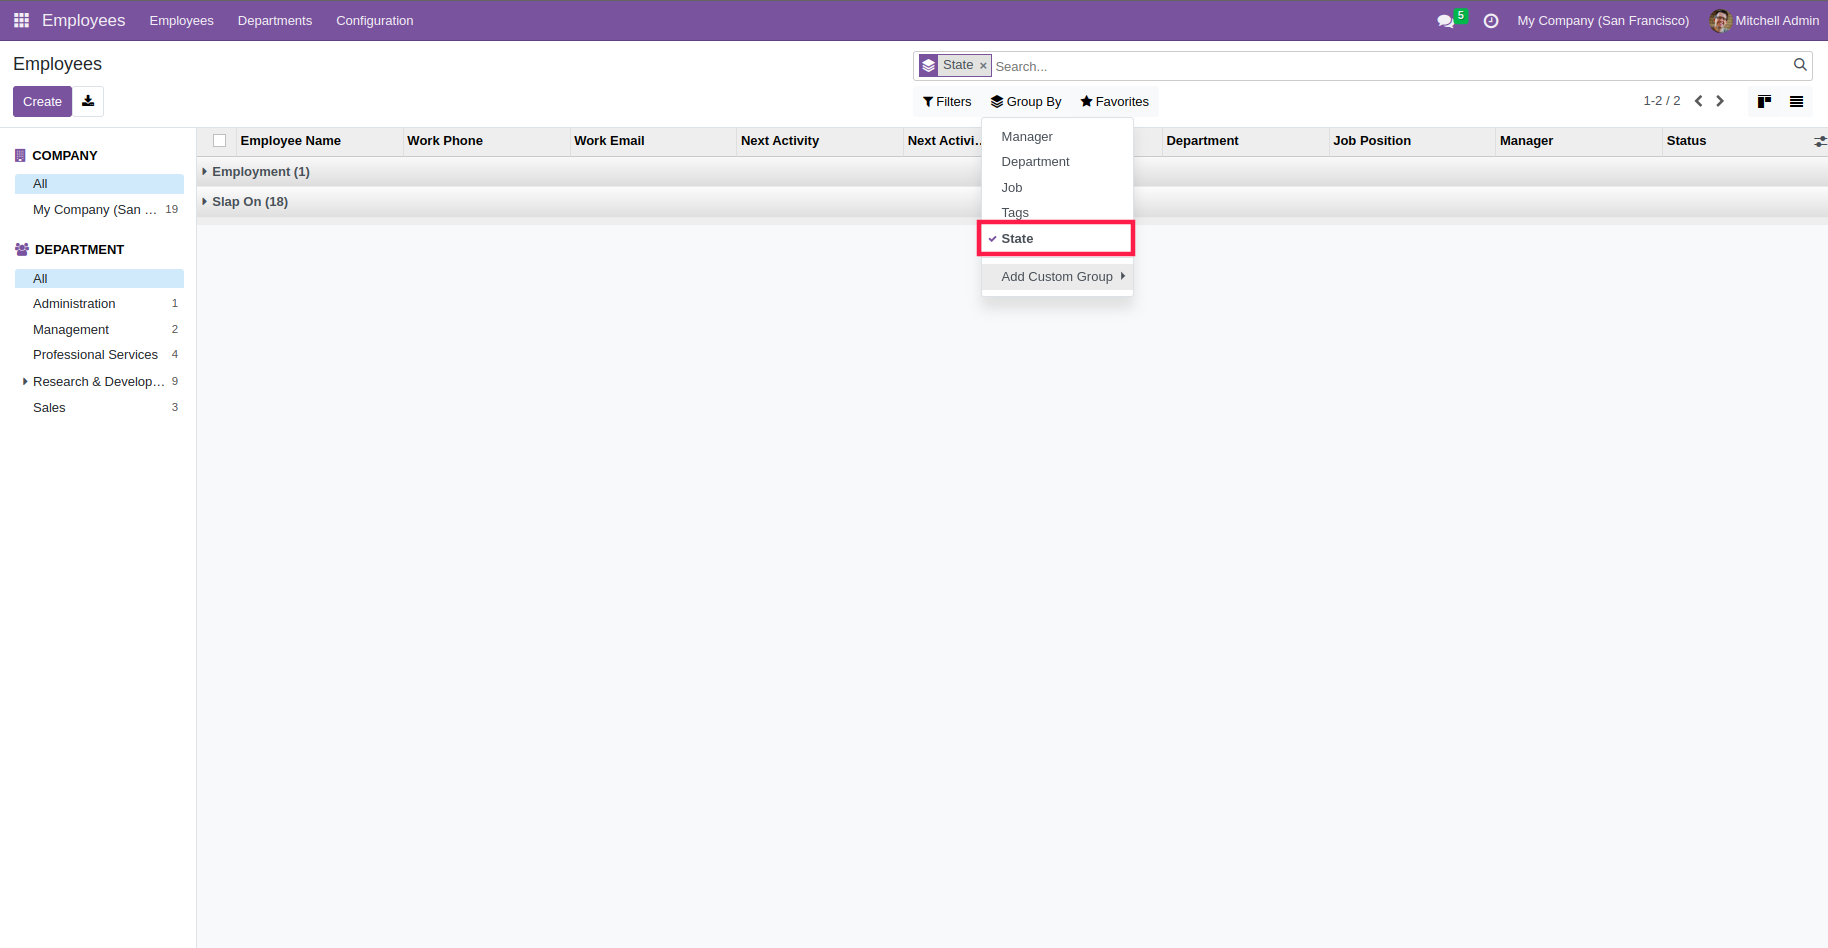 Employees Employees Departments Configuration 5 My Company (San Francisco) Mitchell Admin
Employees
State × Search...
Create
Filters Group By Favorites 1-2 / 2
COMPANY
All
My Company (San ... 19
DEPARTMENT
All
Administration 1
Management 2
Professional Services 4
Research & Develop... 9
Sales 3
Employee Name Work Phone Work Email Next Activity Next Activi... Department Job Position Manager Status
Employment (1)
Slap On (18)
Manager
Department
Job
Tags
State
Add Custom Group